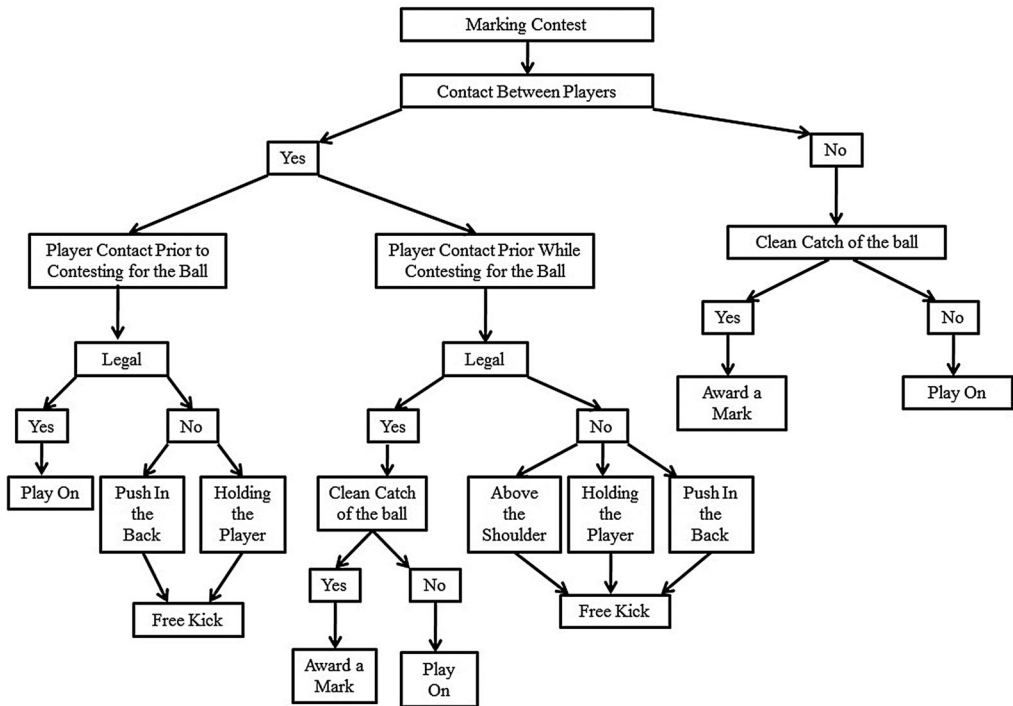 Marking Contest
Contact Between Players
Yes
No
Player Contact Prior to
Contesting for the Ball
Player Contact Prior While
Contesting for the Ball
Clean Catch of the ball
Yes
No
Legal
Legal
Award a
Mark
Play On
Yes
No
Yes
No
Play On
Push In
the
Back
Holding
the
Player
Clean Catch
of the ball
Above
the
Shoulder
Holding
the
Player
Push In
the
Back
Yes
No
Free Kick
Free Kick
Award a
Mark
Play
On